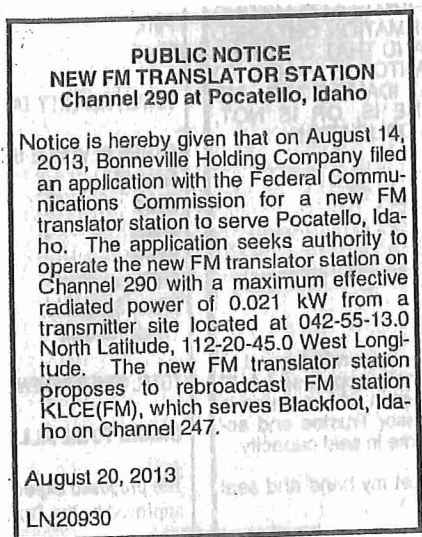 PUBLIC NOTICE
NEW FM TRANSLATOR STATION
Channel 290 at Pocatello, Idaho
Notice is hereby given that on August 14,
2013, Bonneville Holding Company filed
an application with the Federal Commu-
nications Commission for a new FM
translator station to serve Pocatello, Ida-
ho. The application seeks authority to
operate the new FM translator station on
Channel 290 with a maximum effective
radiated power of 0.021 kW from a
transmitter site located at 042-55-13.0
North Latitude, 112-20-45.0 West Longi-
tude. The new FM translator station
proposes to rebroadcast FM station
KLCE(FM), which serves Blackfoot, Ida-
ho on Channel 247.
August 20, 2013
LN20930